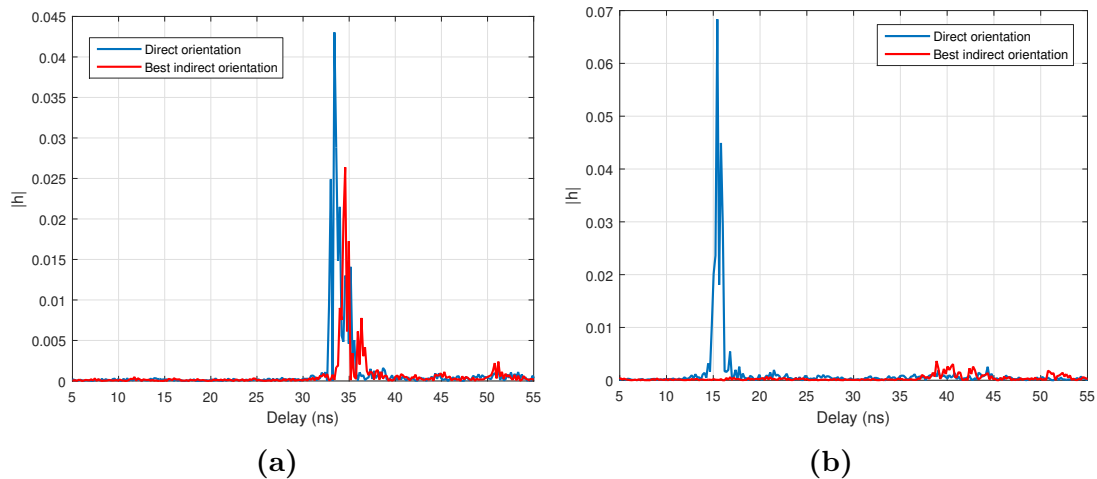 0.045
0.04
0.035
0.03
0.025
0.02
0.015
0.01
0.005
0
|h|
5 10 15 20 25 30 35 40 45 50 55
Delay (ns)
Direct orientation
Best indirect orientation
(a)
0.07
0.06
0.05
0.04
0.03
0.02
0.01
0
|h|
5 10 15 20 25 30 35 40 45 50 55
Delay (ns)
Direct orientation
Best indirect orientation
(b)